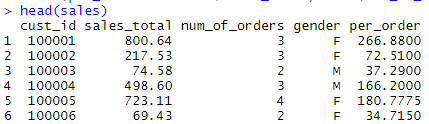 > head(sales)
cust_id sales_total num_of_orders gender per_order
1 100001 800.64 3 F 266.8800
2 100002 217.53 3 F 72.5100
3 100003 74.58 2 M 37.2900
4 100004 498.60 3 M 166.2000
5 100005 723.11 4 F 180.7775
6 100006 69.43 2 F 34.7150